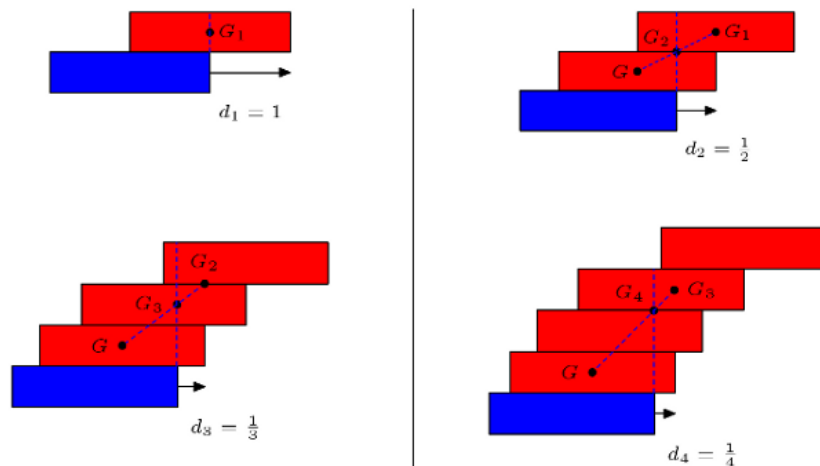 G₁
d₁ = 1
G₂ G₁
G
d₂ = 1/2
G₂
G₃
G
d₃ = 1/3
G₄ G₃
G
d₄ = 1/4